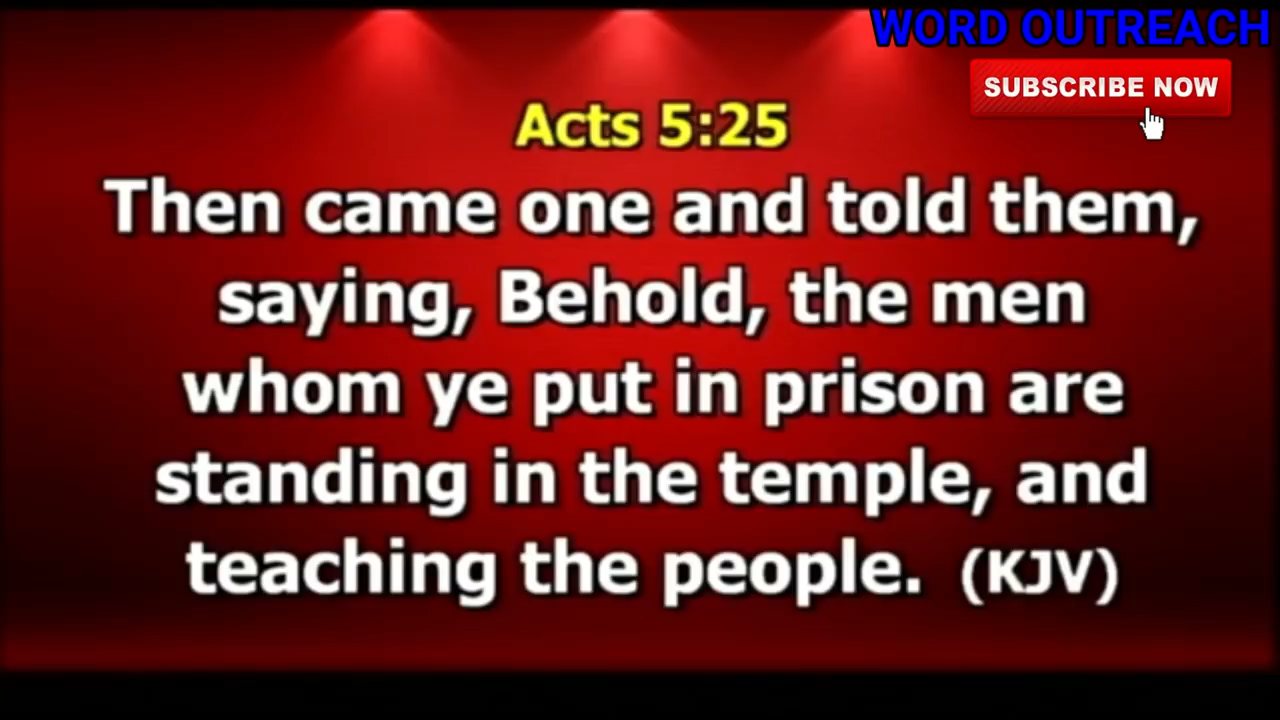 WORD OUTREACH
SUBSCRIBE NOW
Acts 5:25
Then came one and told them,
saying, Behold, the men
whom ye put in prison are
standing in the temple, and
teaching the people. (KJV)